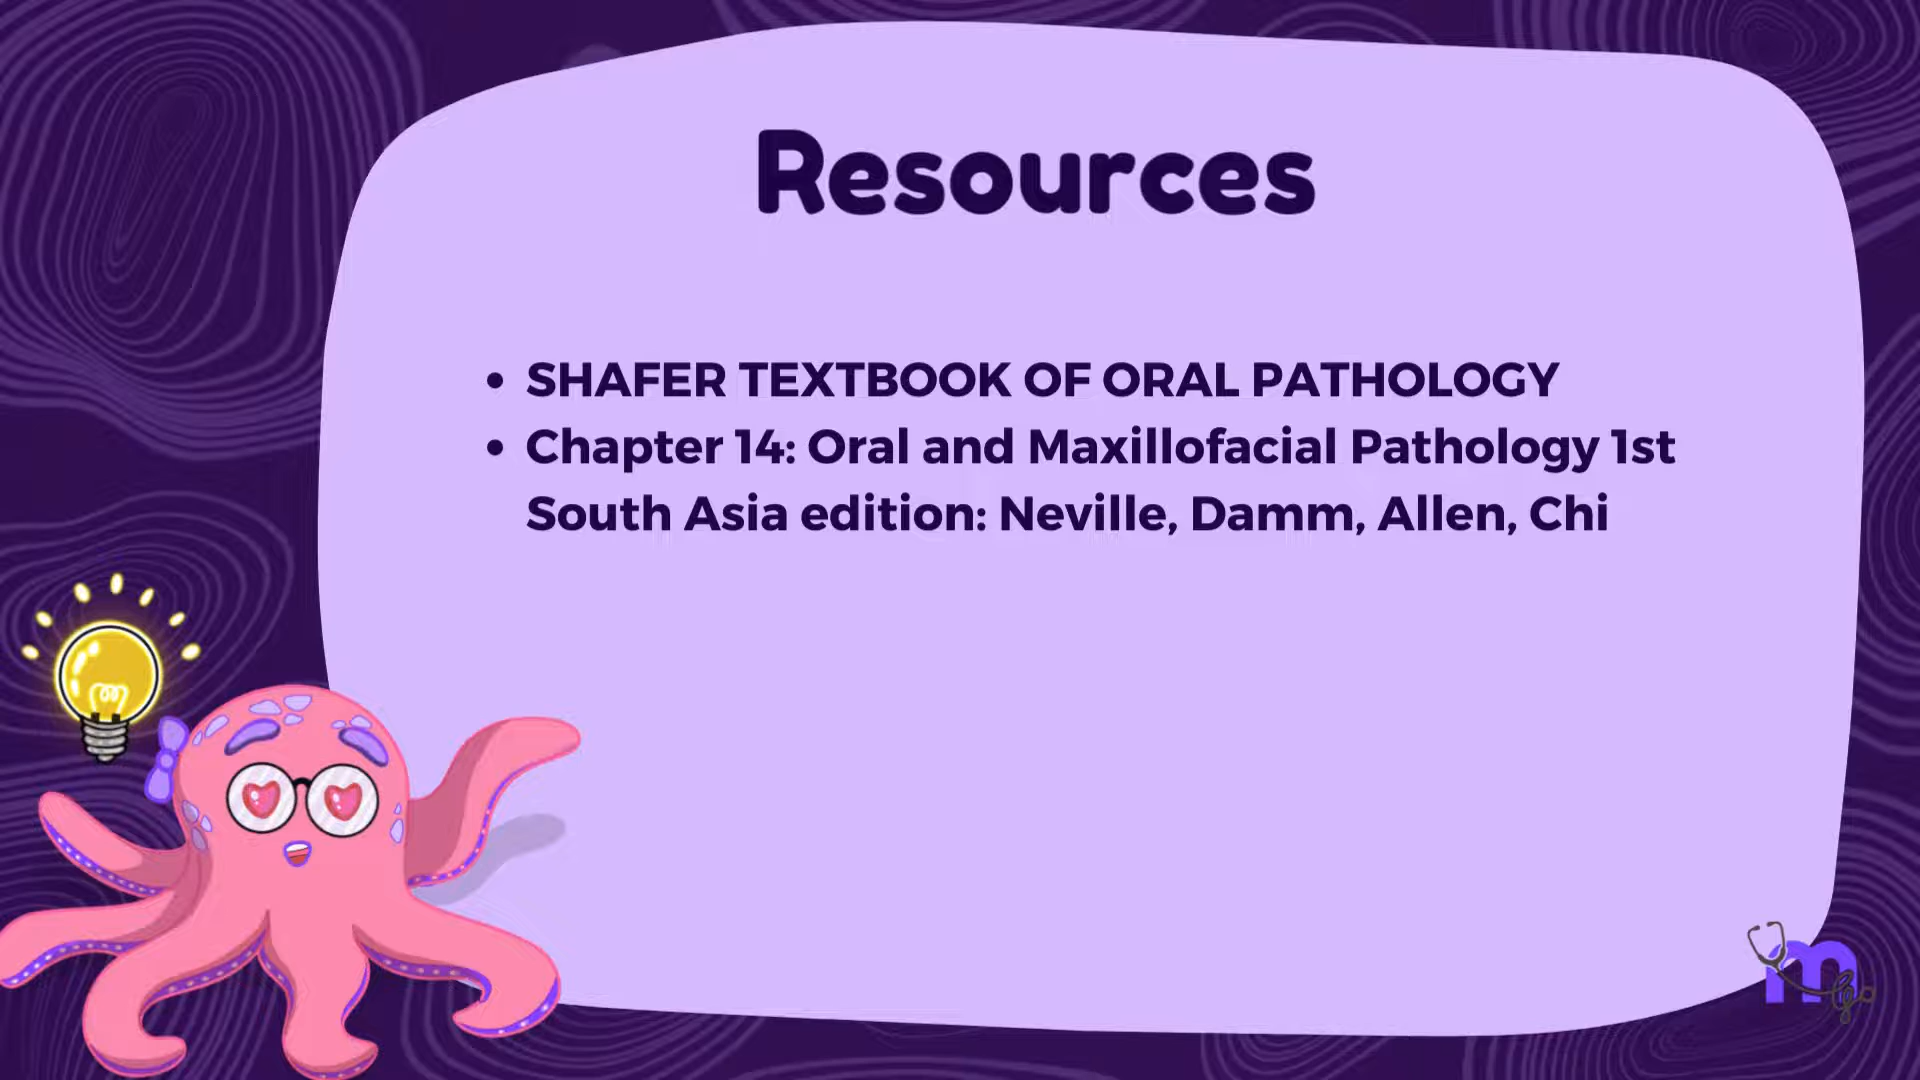 Resources
• SHAFER TEXTBOOK OF ORAL PATHOLOGY
• Chapter 14: Oral and Maxillofacial Pathology 1st
South Asia edition: Neville, Damm, Allen, Chi
m
go